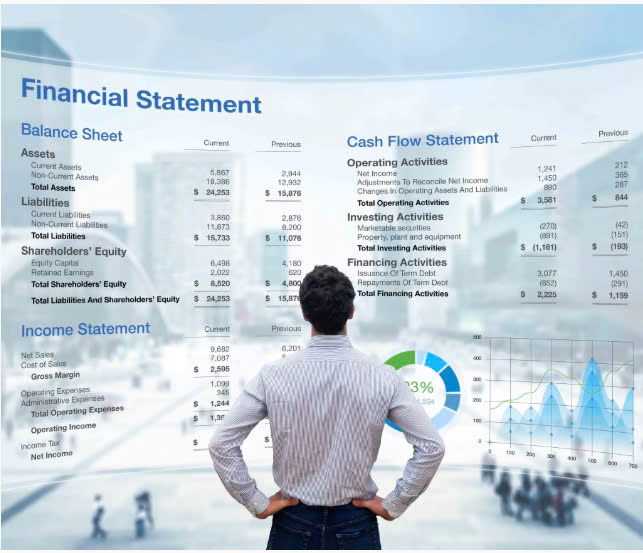 Financial Statement
Balance Sheet
Current Previous
Assets
Current Assets 5,867 2,944
Non-Current Assets 18,386 12,932
Total Assets $ 24,253 $ 15,876
Liabilities
Current Liabilities 3,860 2,876
Non-Current Liabilities 11,873 8,200
Total Liabilities $ 15,733 $ 11,076
Shareholders' Equity
Equity Capital 6,498 4,180
Retained Earnings 2,022 620
Total Shareholders' Equity $ 8,520 $ 4,800
Total Liabilities And Shareholders' Equity $ 24,253 $ 15,876
Income Statement
Current Previous
Net Sales 9,682 6,201
Cost of Sales 7,087
Gross Margin $ 2,595
Operating Expenses 1,099
Administrative Expenses 345
Total Operating Expenses $ 1,244
Operating Income $
Income Tax
Net Income $ $
Cash Flow Statement
Current Previous
Operating Activities
Net Income 1,241 212
Adjustments To Reconcile Net Income 1,450 365
Changes In Operating Assets And Liabilities 890 267
Total Operating Activities $ 3,581 $ 844
Investing Activities
Marketable securities (270) (42)
Property, plant and equipment (891) (151)
Total Investing Activities $ (1,161) $ (193)
Financing Activities
Issuance Of Term Debt 3,077 1,450
Repayments Of Term Debt (852) (291)
Total Financing Activities $ 2,225 $ 1,159
23%
500
400
300
200
100
0
0 100 200 300 400 500 600 700